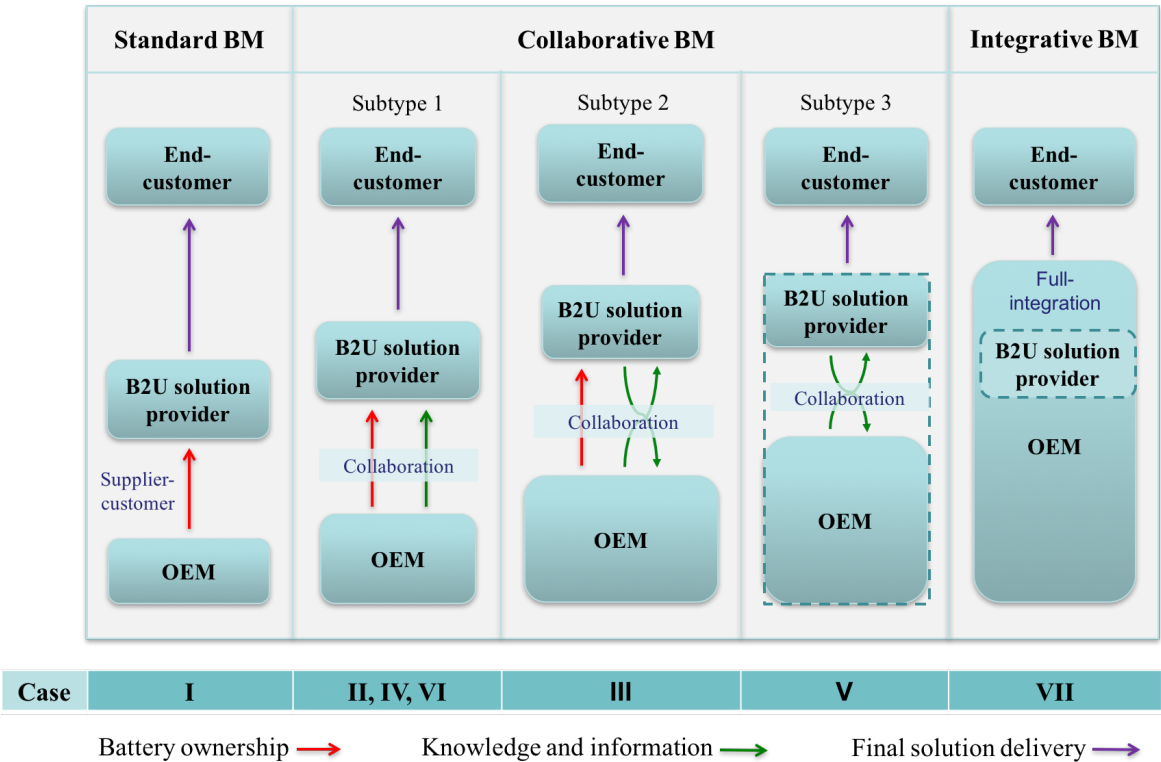 Standard BM
Collaborative BM
Integrative BM
Subtype 1
Subtype 2
Subtype 3
End-
customer
B2U solution
provider
Supplier-
customer
OEM
End-
customer
B2U solution
provider
Collaboration
OEM
End-
customer
B2U solution
provider
Collaboration
OEM
End-
customer
B2U solution
provider
Collaboration
OEM
End-
customer
Full-
integration
B2U solution
provider
OEM
Case
I
II, IV, VI
III
V
VII
Battery ownership
Knowledge and information
Final solution delivery